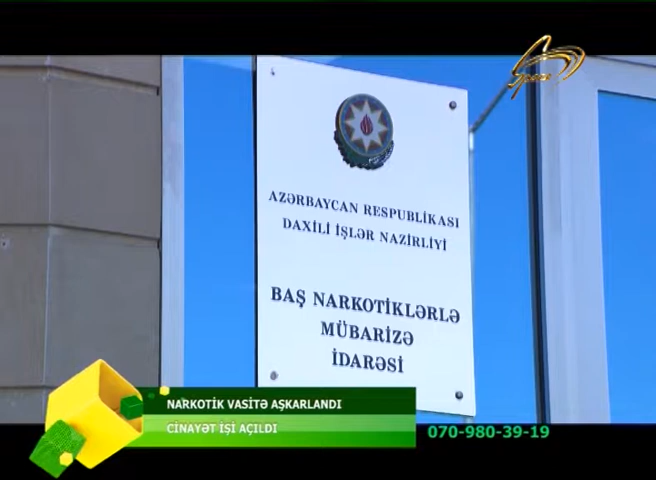 Space
AZƏRBAYCAN RESPUBLİKASI
DAXİLİ İŞLƏR NAZİRLİYİ
BAŞ NARKOTİKLƏRLƏ
MÜBARİZƏ
İDARƏSİ
NARKOTİK VASİTƏ AŞKARLANDI
CİNAYƏT İŞİ AÇILDI
070-980-39-19